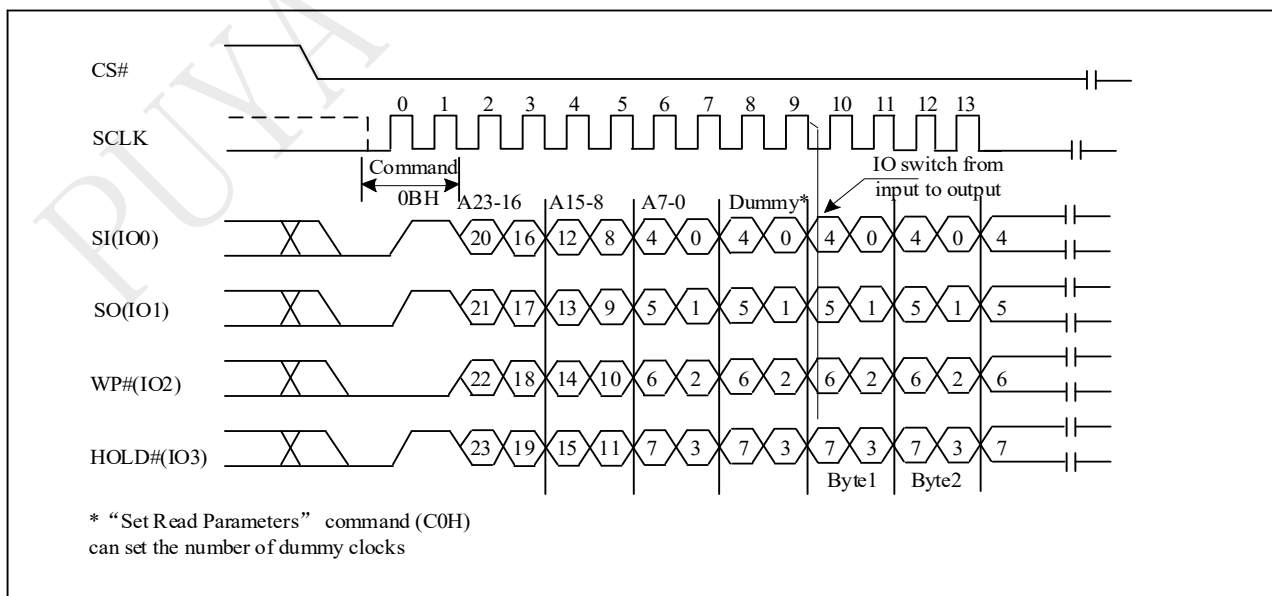 PUYA
CS#
0 1 2 3 4 5 6 7 8 9 10 11 12 13
SCLK
Command
0BH
IO switch from
input to output
A23-16 A15-8 A7-0 Dummy*
SI(IO0) 20 16 12 8 4 0 4 0 4 0 4 0 4
SO(IO1) 21 17 13 9 5 1 5 1 5 1 5 1 5
WP#(IO2) 22 18 14 10 6 2 6 2 6 2 6 2 6
HOLD#(IO3) 23 19 15 11 7 3 7 3 7 3 7 3 7
Byte1 Byte2
* “Set Read Parameters” command (C0H)
can set the number of dummy clocks